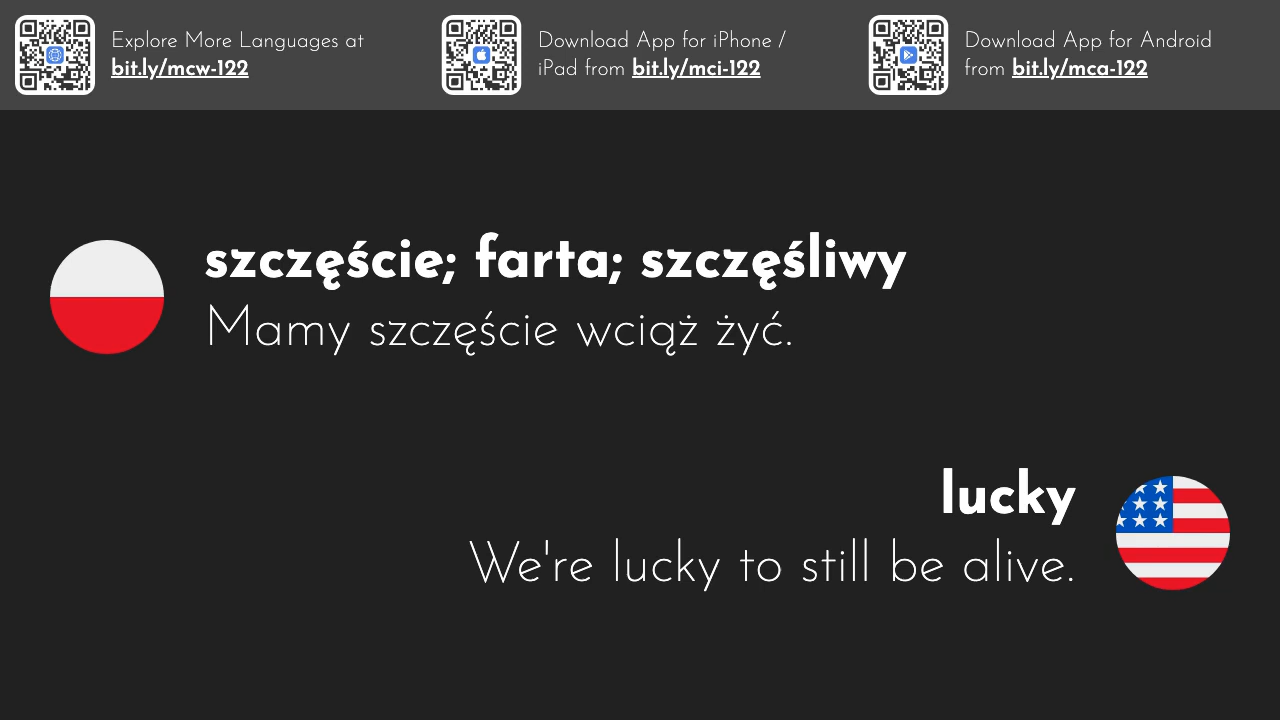 Explore More Languages at
bit.ly/mcw-122
Download App for iPhone /
iPad from bit.ly/mci-122
Download App for Android
from bit.ly/mca-122
szczęście; farta; szczęśliwy
Mamy szczęście wciąż żyć.
lucky
We're lucky to still be alive.